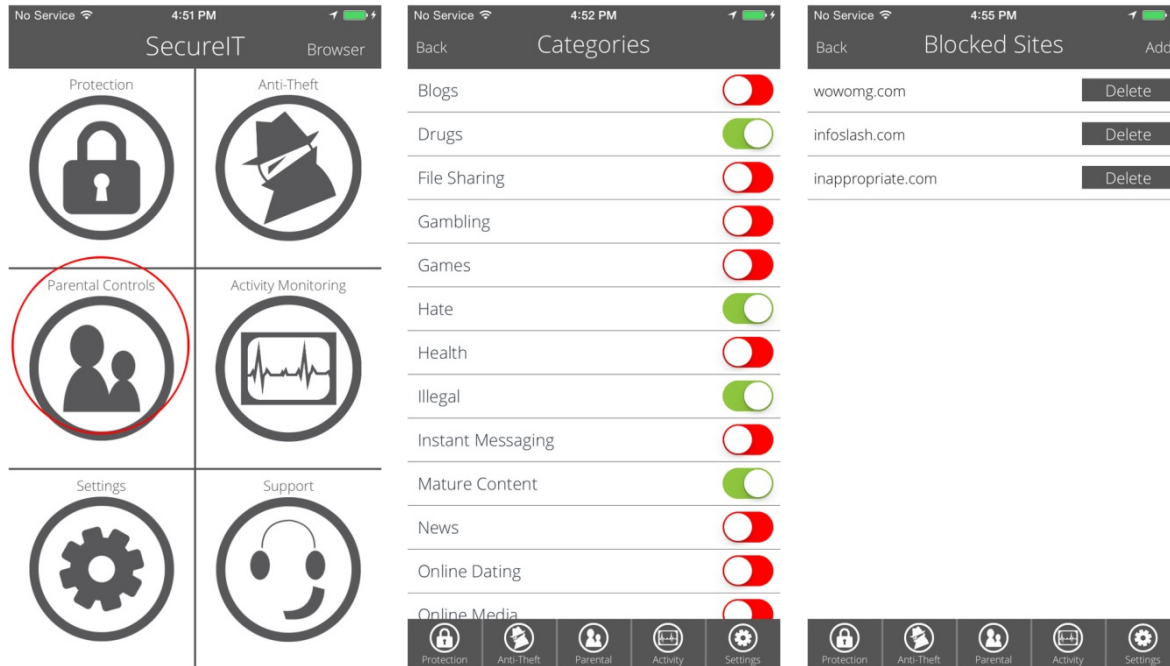 No Service 4:51 PM
SecureIT Browser
Protection Anti-Theft
Parental Controls Activity Monitoring
Settings Support
No Service 4:52 PM
Back Categories
Blogs
Drugs
File Sharing
Gambling
Games
Hate
Health
Illegal
Instant Messaging
Mature Content
News
Online Dating
Online Media
Protection Anti-Theft Parental Activity Settings
No Service 4:55 PM
Back Blocked Sites Add
wowomg.com Delete
infoslash.com Delete
inappropriate.com Delete
Protection Anti-Theft Parental Activity Settings